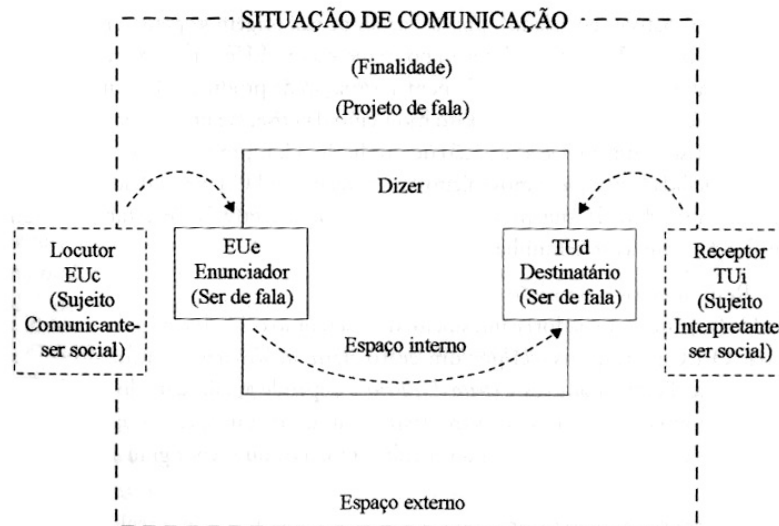 SITUAÇÃO DE COMUNICAÇÃO
(Finalidade)
(Projeto de fala)
Dizer
Locutor
EUc
(Sujeito
Comunicante-
ser social)
EUe
Enunciador
(Ser de fala)
TUd
Destinatário
(Ser de fala)
Receptor
TUi
(Sujeito
Interpretante
ser social)
Espaço interno
Espaço externo